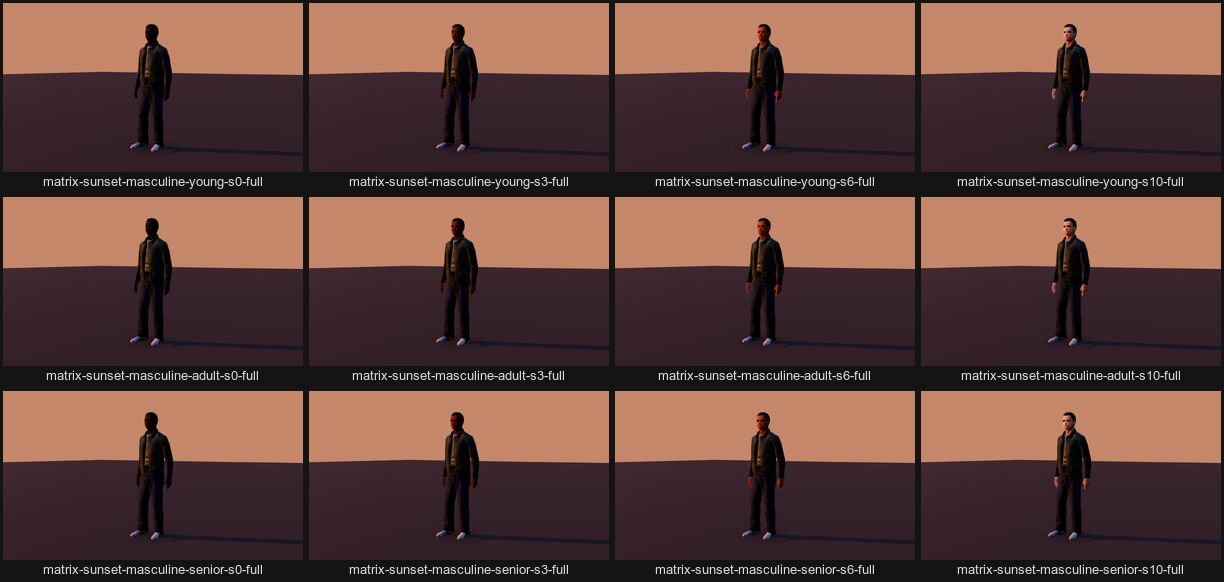 matrix-sunset-masculine-young-s0-full
matrix-sunset-masculine-young-s3-full
matrix-sunset-masculine-young-s6-full
matrix-sunset-masculine-young-s10-full
matrix-sunset-masculine-adult-s0-full
matrix-sunset-masculine-adult-s3-full
matrix-sunset-masculine-adult-s6-full
matrix-sunset-masculine-adult-s10-full
matrix-sunset-masculine-senior-s0-full
matrix-sunset-masculine-senior-s3-full
matrix-sunset-masculine-senior-s6-full
matrix-sunset-masculine-senior-s10-full